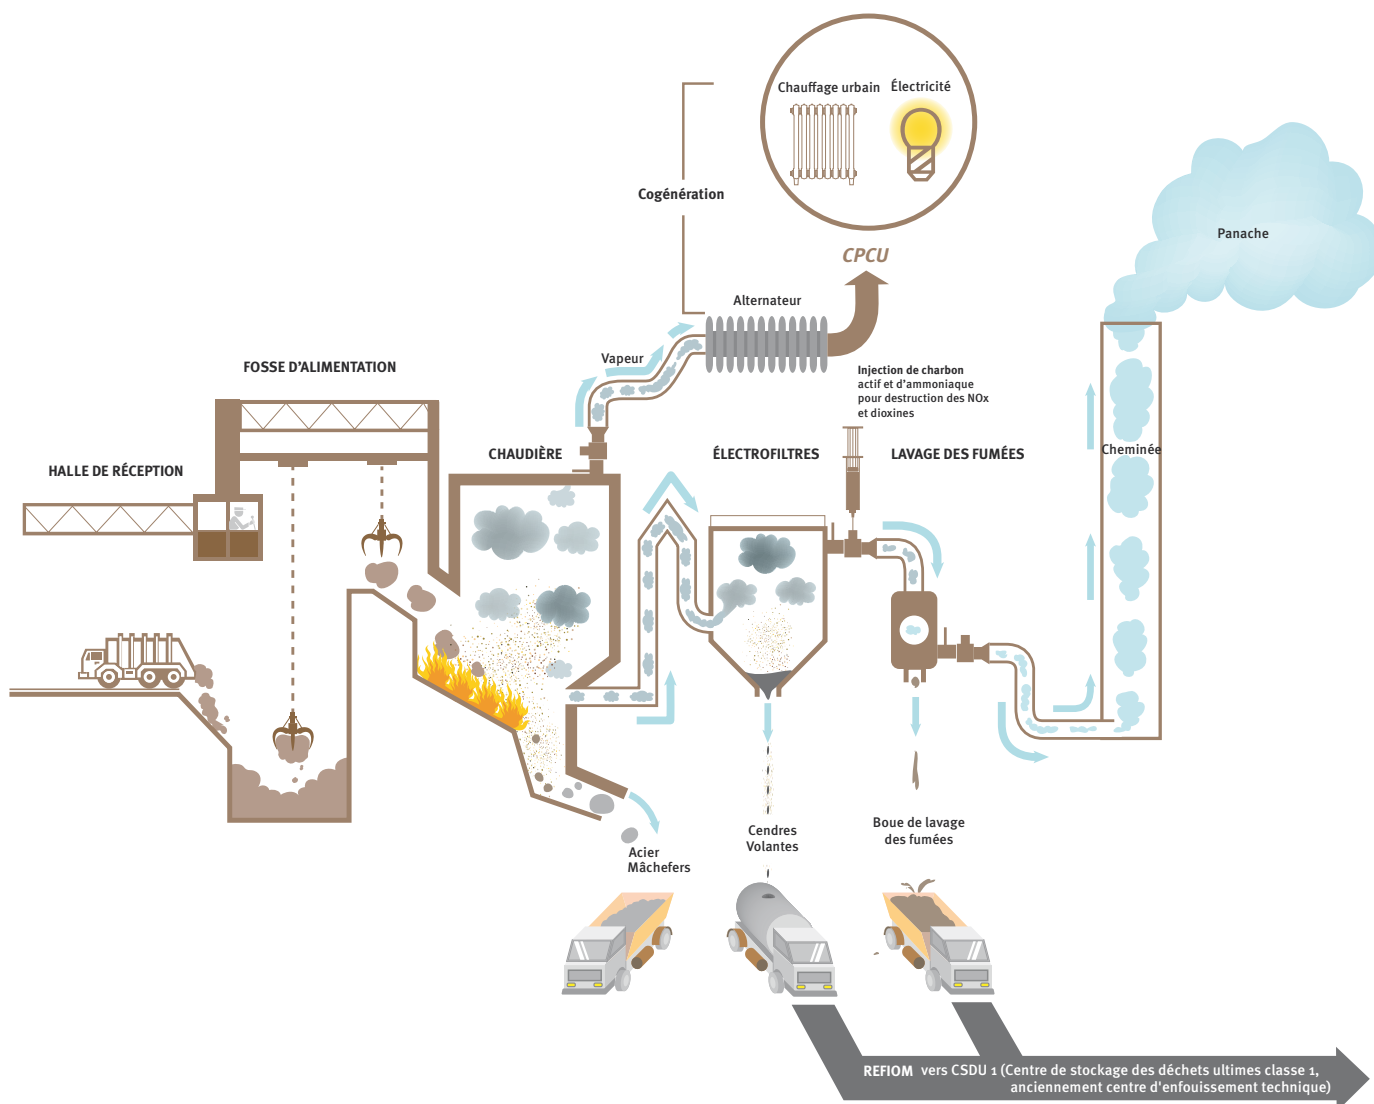 Chauffage urbain
Électricité
Cogénération
CPCU
Panache
Alternateur
Vapeur
FOSSE D'ALIMENTATION
Injection de charbon
actif et d'ammoniaque
pour destruction des NOx
et dioxines
HALLE DE RÉCEPTION
CHAUDIÈRE
ÉLECTROFILTRES
LAVAGE DES FUMÉES
Cheminée
Acier
Mâchefers
Cendres
Volantes
Boue de lavage
des fumées
REFIOM vers CSDU 1 (Centre de stockage des déchets ultimes classe 1,
anciennement centre d'enfouissement technique)